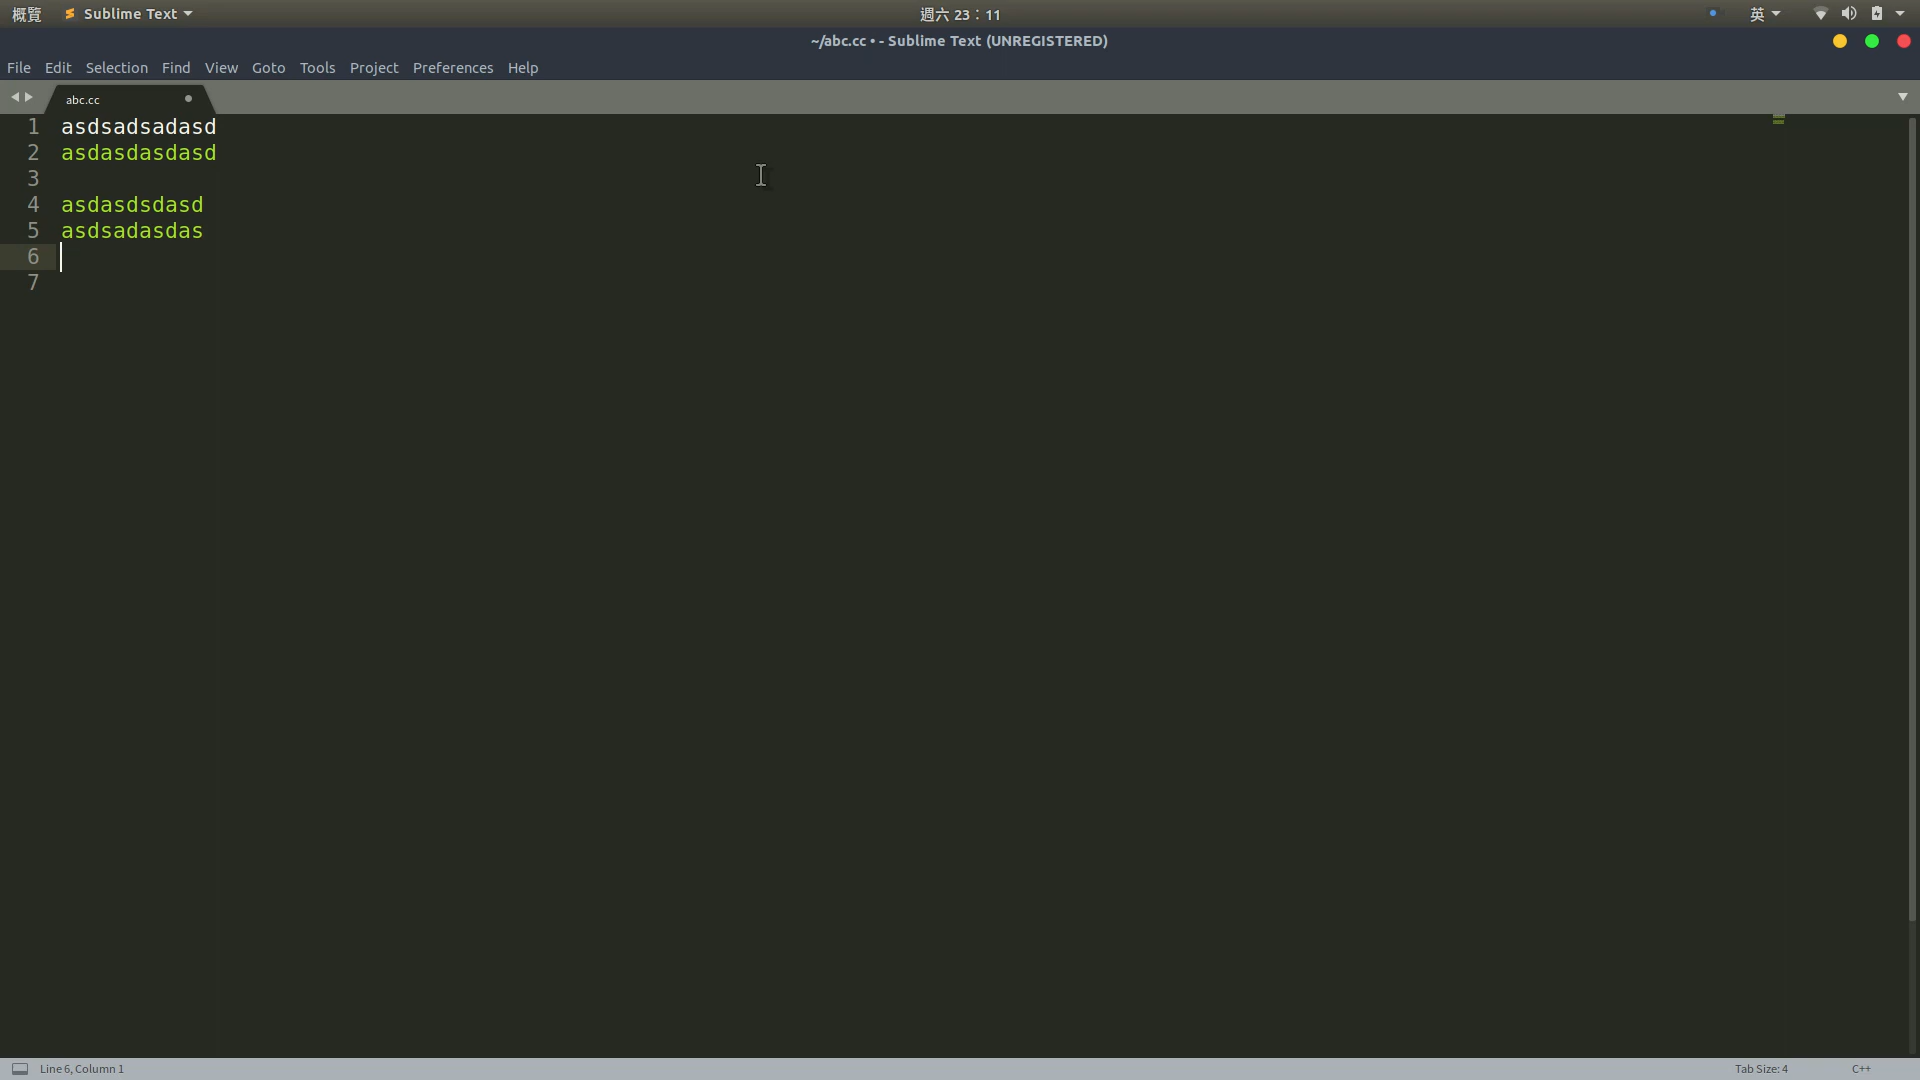 概覽 Sublime Text 週六 23：11 英
~/abc.cc • - Sublime Text (UNREGISTERED)
File Edit Selection Find View Goto Tools Project Preferences Help
abc.cc
1 asdsadsadasd
2 asdasdasdasd
3
4 asdasdsdasd
5 asdsadasdas
6
7
Line 6, Column 1 Tab Size: 4 C++